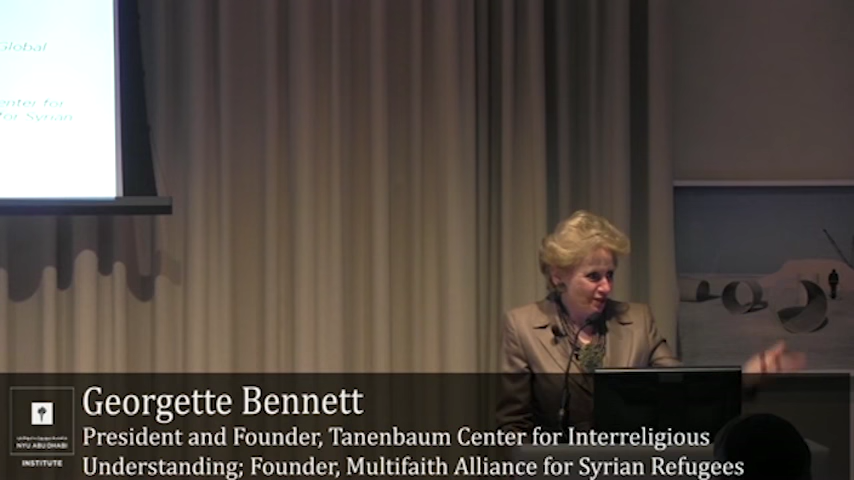 Global
enter for
for Syrian
Georgette Bennett
President and Founder, Tanenbaum Center for Interreligious
Understanding; Founder, Multifaith Alliance for Syrian Refugees
NYU ABU DHABI
INSTITUTE